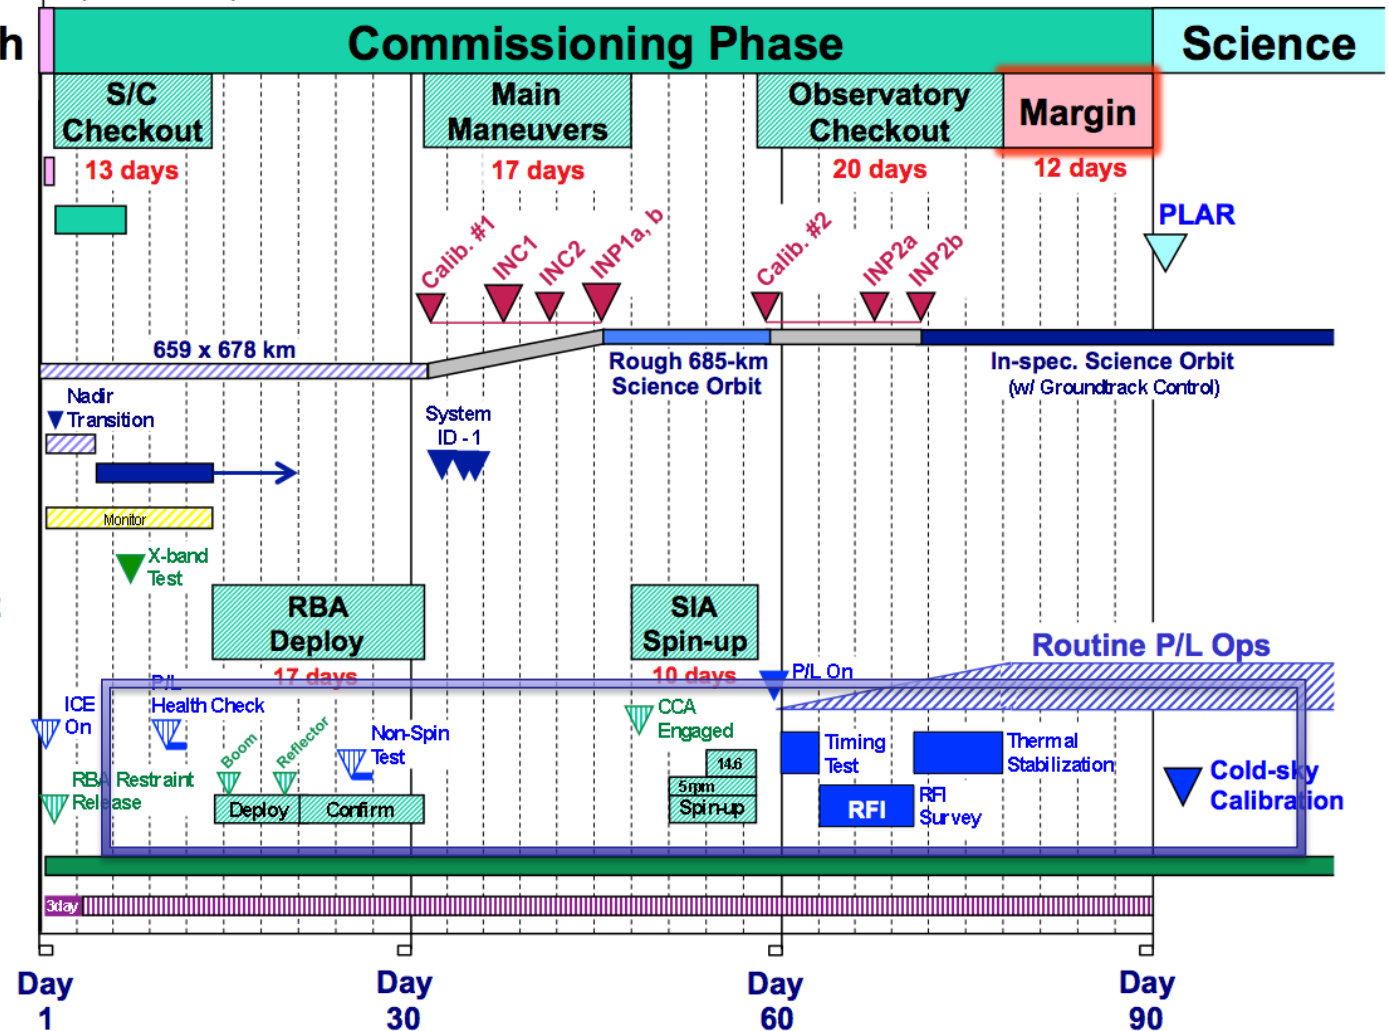 h
Commissioning Phase
Science
S/C
Checkout
Main
Maneuvers
Observatory
Checkout
Margin
13 days
17 days
20 days
12 days
PLAR
Calib. #1
INC1
INC2
INP1a, b
Calib. #2
INP2a
INP2b
659 x 678 km
Rough 685-km
Science Orbit
In-spec. Science Orbit
(w/ Groundtrack Control)
Nadir
Transition
System
ID - 1
Monitor
X-band
Test
RBA
Deploy
17 days
SIA
Spin-up
10 days
Routine P/L Ops
P/L On
ICE
On
P/L
Health Check
Boom
Reflector
Non-Spin
Test
CCA
Engaged
Timing
Test
Thermal
Stabilization
RBA Restraint
Release
Deploy
Confirm
14.6
5rpm
Spin-up
RFI
RFI
Survey
Cold-sky
Calibration
3day
Day
1
Day
30
Day
60
Day
90